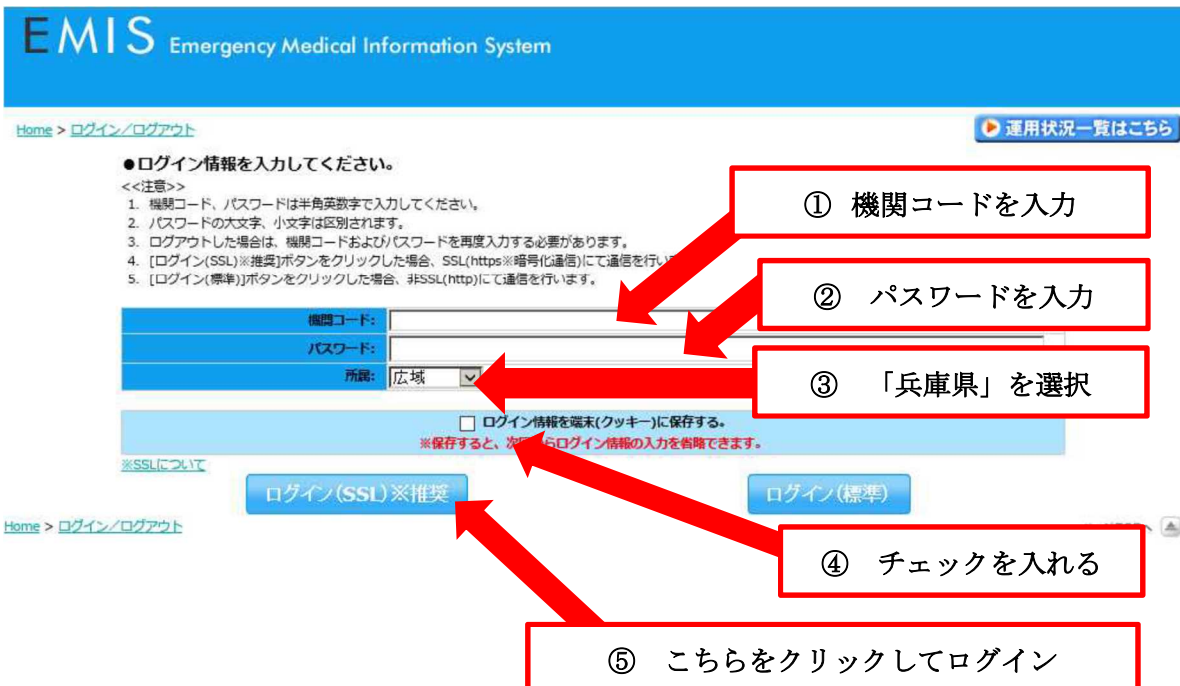 EMIS Emergency Medical Information System
Home > ログイン/ログアウト
運用状況一覧はこちら
●ログイン情報を入力してください。
<<注意>>
1. 機関コード、パスワードは半角英数字で入力してください。
2. パスワードの大文字、小文字は区別されます。
3. ログアウトした場合は、機関コードおよびパスワードを再度入力する必要があります。
4. [ログイン(SSL)※推奨]ボタンをクリックした場合、SSL(https※暗号化通信)にて通信を行い
5. [ログイン(標準)]ボタンをクリックした場合、非SSL(http)にて通信を行います。
① 機関コードを入力
② パスワードを入力
機関コード:
パスワード:
所属: 広域
③ 「兵庫県」を選択
ログイン情報を端末(クッキー)に保存する。
※保存すると、次回からログイン情報の入力を省略できます。
※SSLについて
ログイン(SSL)※推奨
ログイン(標準)
Home > ログイン/ログアウト
④ チェックを入れる
⑤ こちらをクリックしてログイン